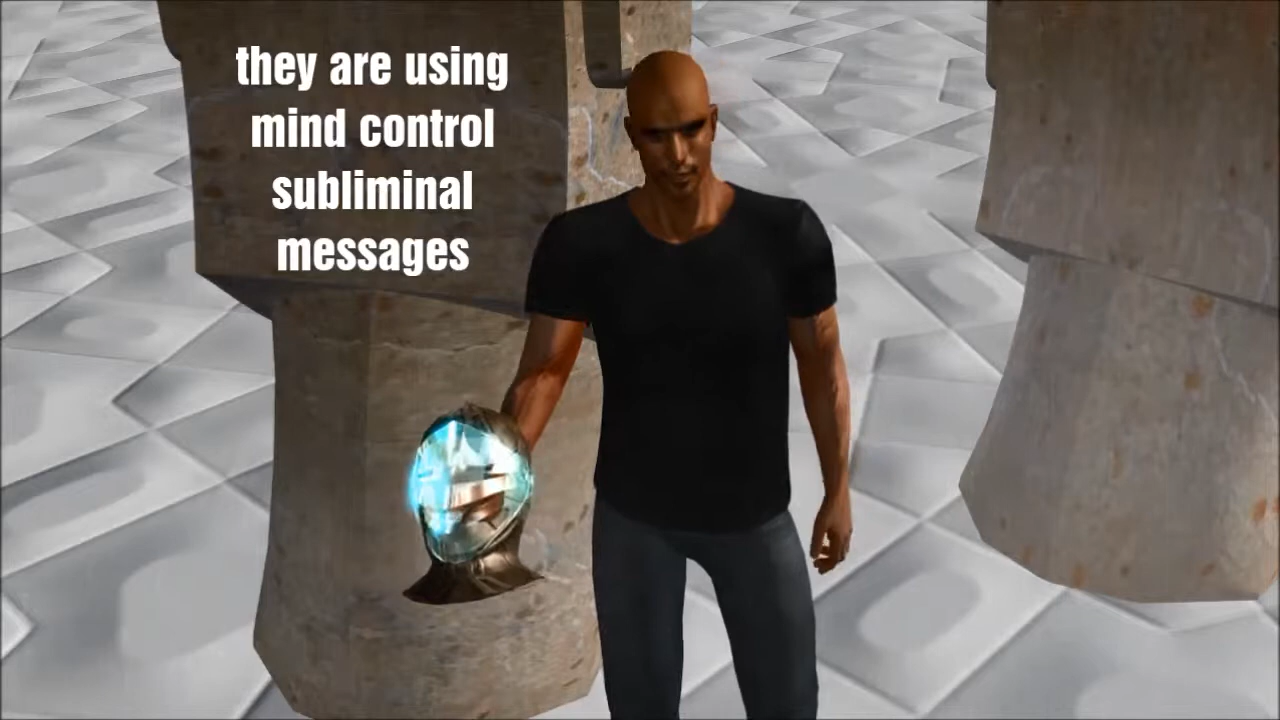 they are using
mind control
subliminal
messages